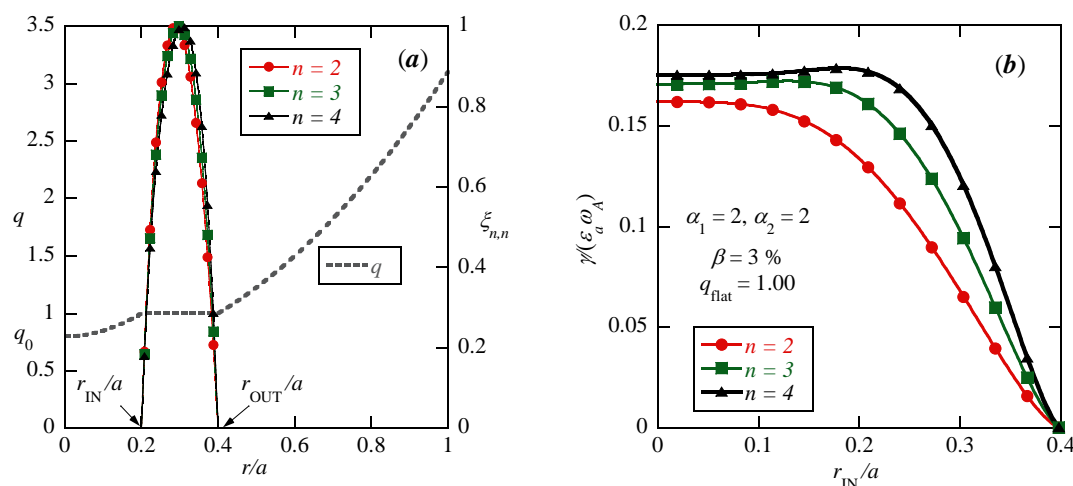 3.5
3
2.5
2
q
1.5
1
q0
0.5
0
0
0.2
0.4
0.6
0.8
1
r/a
1
0.8
0.6
ξn,n
0.4
0.2
0
(a)
n = 2
n = 3
n = 4
q
rIN/a
rOUT/a
0.2
0.15
0.1
0.05
0
γ/(εa ωA)
0
0.1
0.2
0.3
0.4
rIN/a
(b)
α1 = 2, α2 = 2
β = 3 %
qflat = 1.00
n = 2
n = 3
n = 4